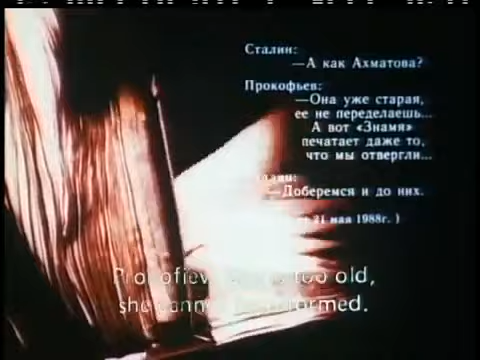 Сталин:
—А как Ахматова?
Прокофьев:
—Она уже старая,
ее не переделаешь...
А вот «Знамя»
печатает даже то,
что мы отвергли...
—Доберемся и до них.
21 мая 1988г. )
too old,
she